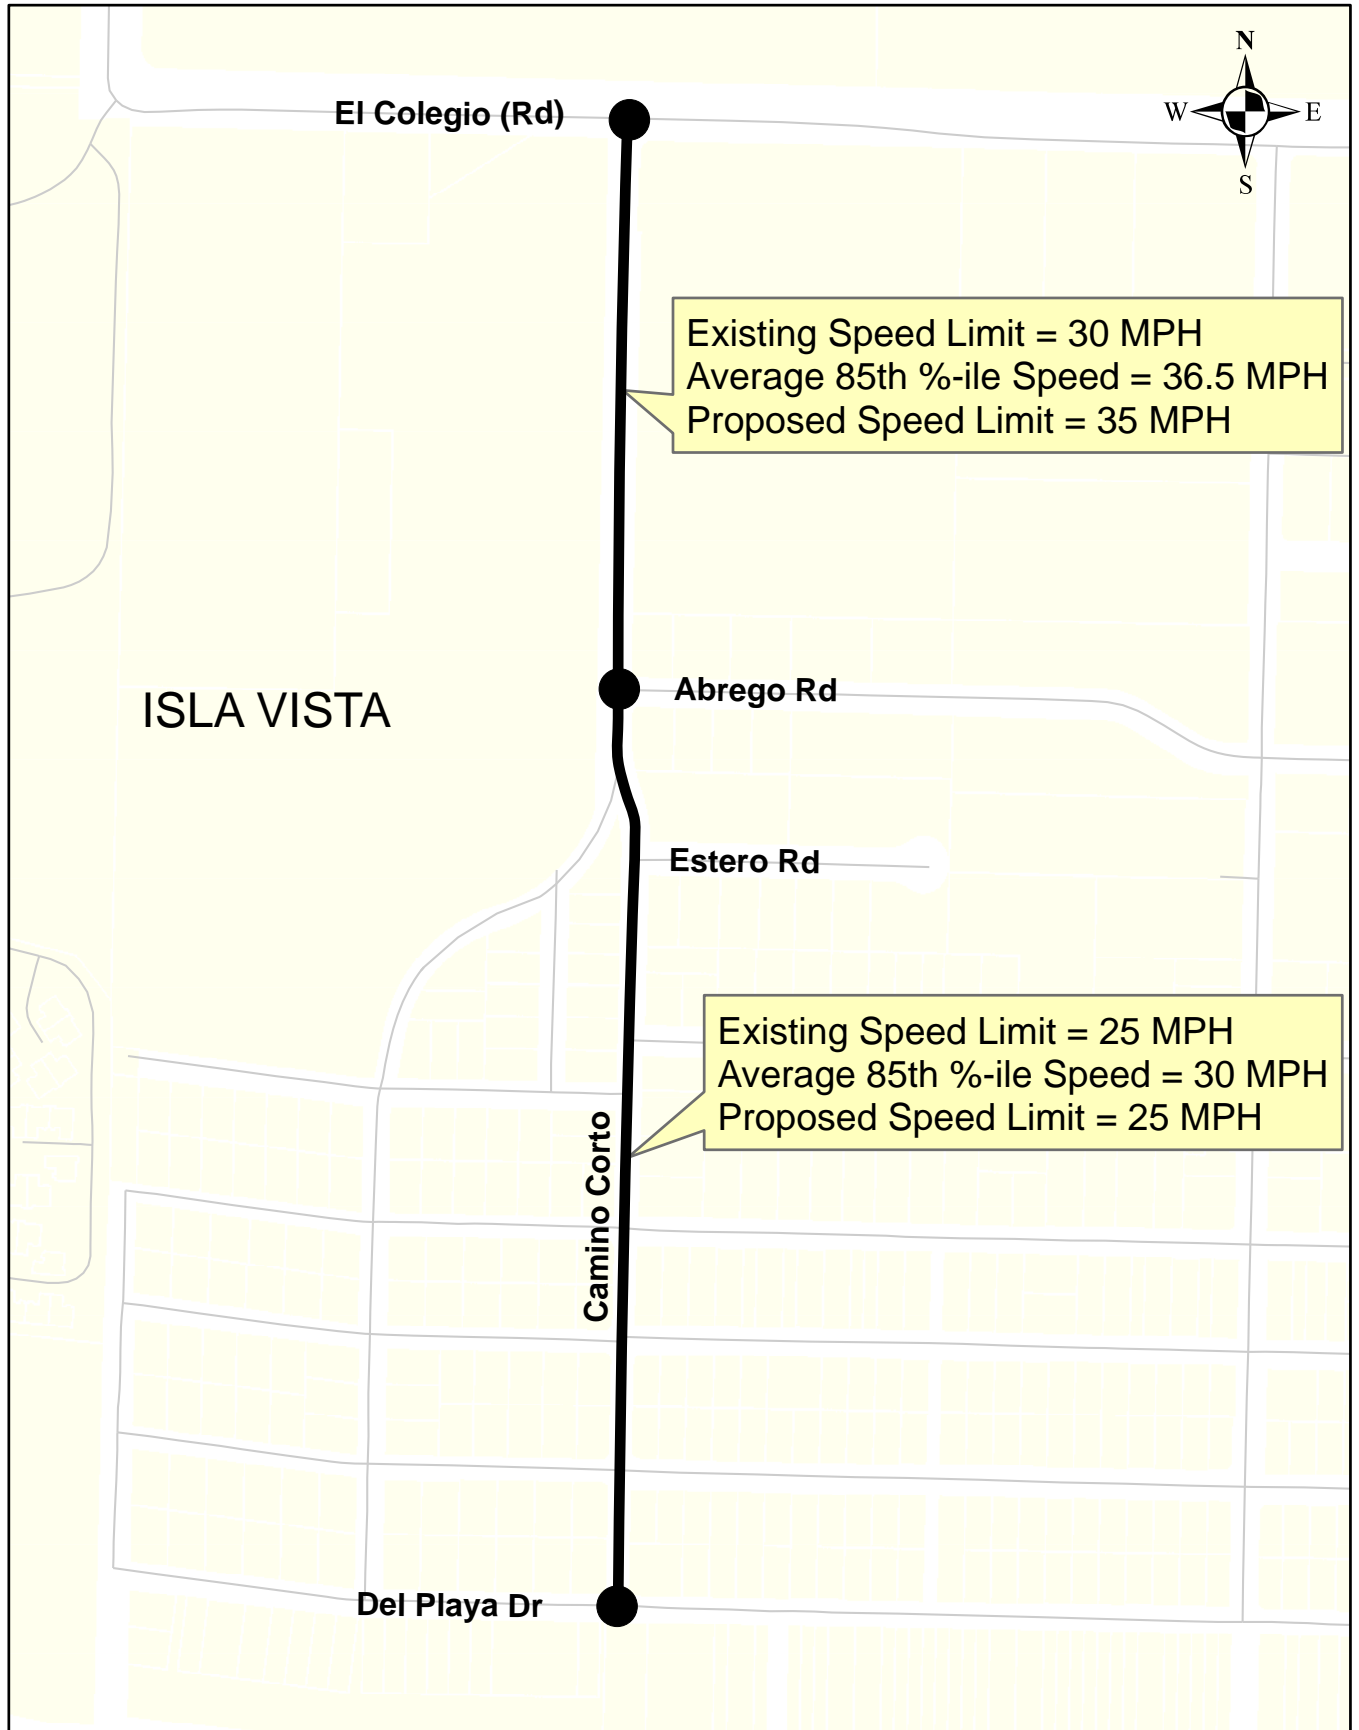 N
W
E
S
El Colegio (Rd)
Existing Speed Limit = 30 MPH
Average 85th %-ile Speed = 36.5 MPH
Proposed Speed Limit = 35 MPH
Abrego Rd
ISLA VISTA
Estero Rd
Existing Speed Limit = 25 MPH
Average 85th %-ile Speed = 30 MPH
Proposed Speed Limit = 25 MPH
Camino Corto
Del Playa Dr